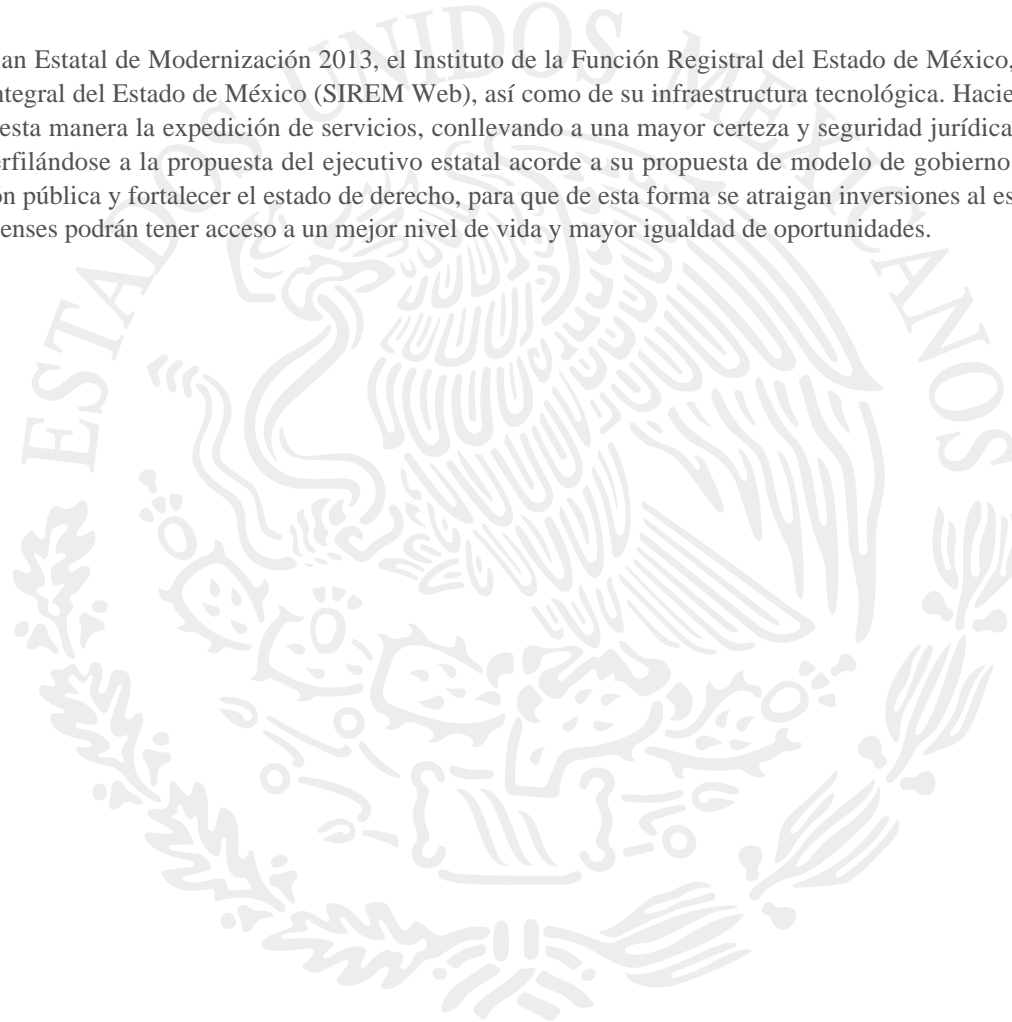 an Estatal de Modernización 2013, el Instituto de la Función Registral del Estado de México,
ntegral del Estado de México (SIREM Web), así como de su infraestructura tecnológica. Hacie
esta manera la expedición de servicios, conllevando a una mayor certeza y seguridad jurídica
erfilándose a la propuesta del ejecutivo estatal acorde a su propuesta de modelo de gobierno
ón pública y fortalecer el estado de derecho, para que de esta forma se atraigan inversiones al es
enses podrán tener acceso a un mejor nivel de vida y mayor igualdad de oportunidades.
ESTADOS UNIDOS MEXICANOS